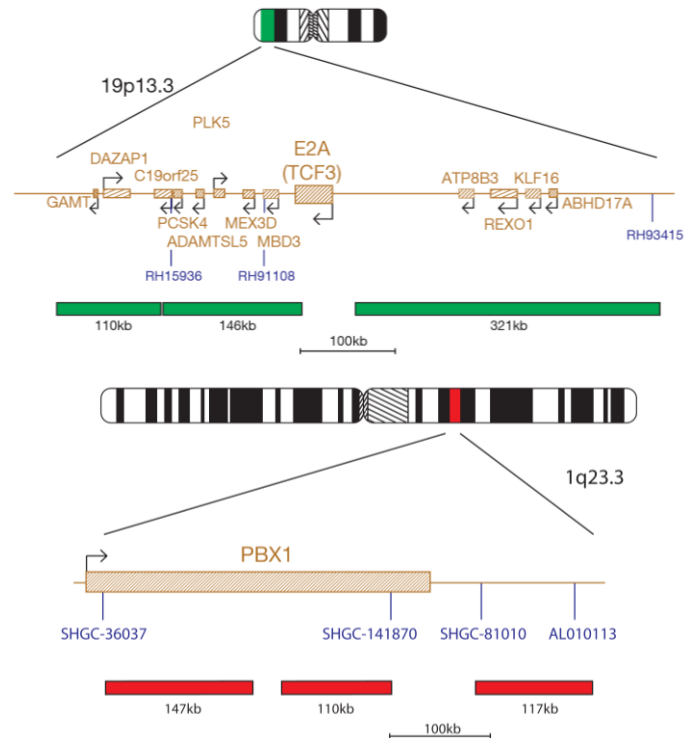 19p13.3
PLK5
DAZAP1
E2A
(TCF3)
C19orf25
ATP8B3 KLF16
GAMT
ABHD17A
PCSK4
MEX3D
REXO1
ADAMTSL5 MBD3
RH93415
RH15936
RH91108
110kb
146kb
321kb
100kb
1q23.3
PBX1
SHGC-36037
SHGC-141870
SHGC-81010
AL010113
147kb
110kb
117kb
100kb